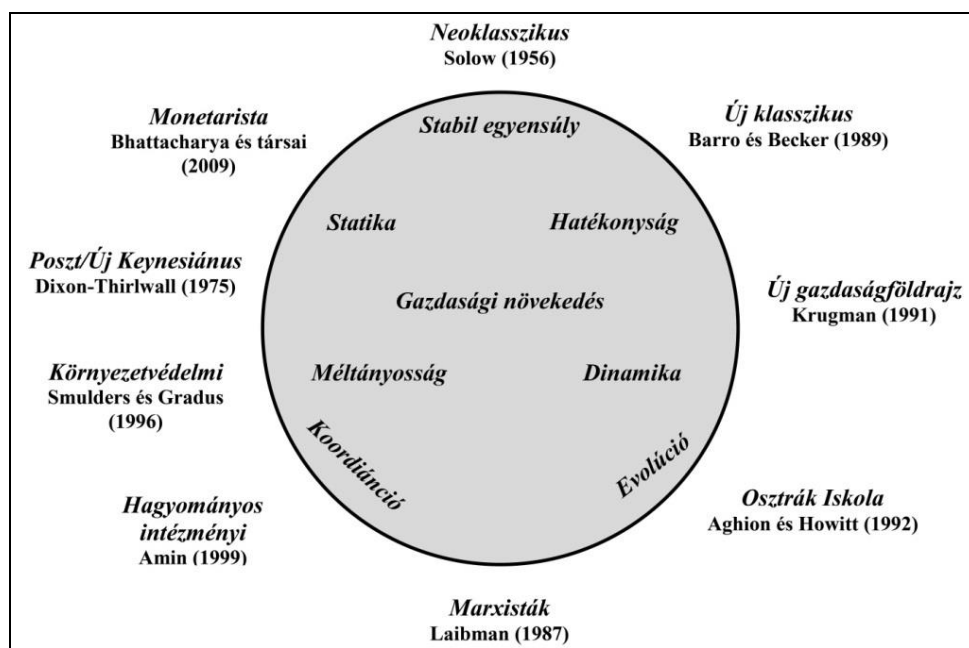 Neoklasszikus
Solow (1956)
Monetarista
Bhattacharya és társai
(2009)
Stabil egyensúly
Új klasszikus
Barro és Becker (1989)
Statika
Hatékonyság
Poszt/Új Keynesiánus
Dixon-Thirlwall (1975)
Gazdasági növekedés
Új gazdaságföldrajz
Krugman (1991)
Környezetvédelmi
Smulders és Gradus
(1996)
Méltányosság
Dinamika
Koordiánció
Evolúció
Hagyományos
intézményi
Amin (1999)
Osztrák Iskola
Aghion és Howitt (1992)
Marxisták
Laibman (1987)